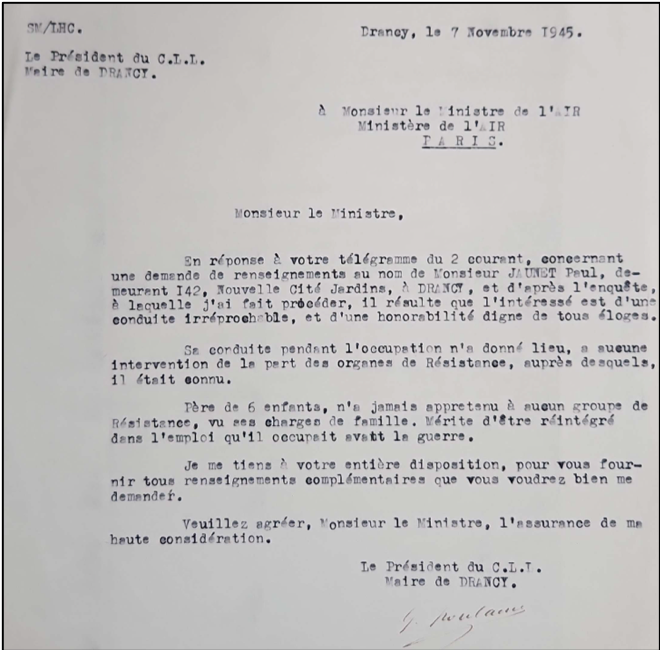 SM/LHC.
Drancy, le 7 Novembre 1945.
Le Président du C.L.L.
Maire de DRANCY.
à Monsieur le Ministre de l'AIR
Ministère de l'AIR
P A R I S.
Monsieur le Ministre,
En réponse à votre télégramme du 2 courant, concernant
une demande de renseignements au nom de Monsieur JAUNET Paul, de-
meurant I42, Nouvelle Cité Jardins, à DRANCY, et d'après l'enquête,
à laquelle j'ai fait procéder, il résulte que l'intéressé est d'une
conduite irréprochable, et d'une honorabilité digne de tous éloges.
Sa conduite pendant l'occupation n'a donné lieu, a aucune
intervention de la part des organes de Résistance, auprès desquels,
il était connu.
Père de 6 enfants, n'a jamais appretenu à aucun groupe de
Résistance, vu ses charges de famille. Mérite d'être réintégré
dans l'emploi qu'il occupait avant la guerre.
Je me tiens à votre entière disposition, pour vous four-
nir tous renseignements complémentaires que vous voudrez bien me
demander.
Veuillez agréer, Monsieur le Ministre, l'assurance de ma
haute considération.
Le Président du C.L.L.
Maire de DRANCY.